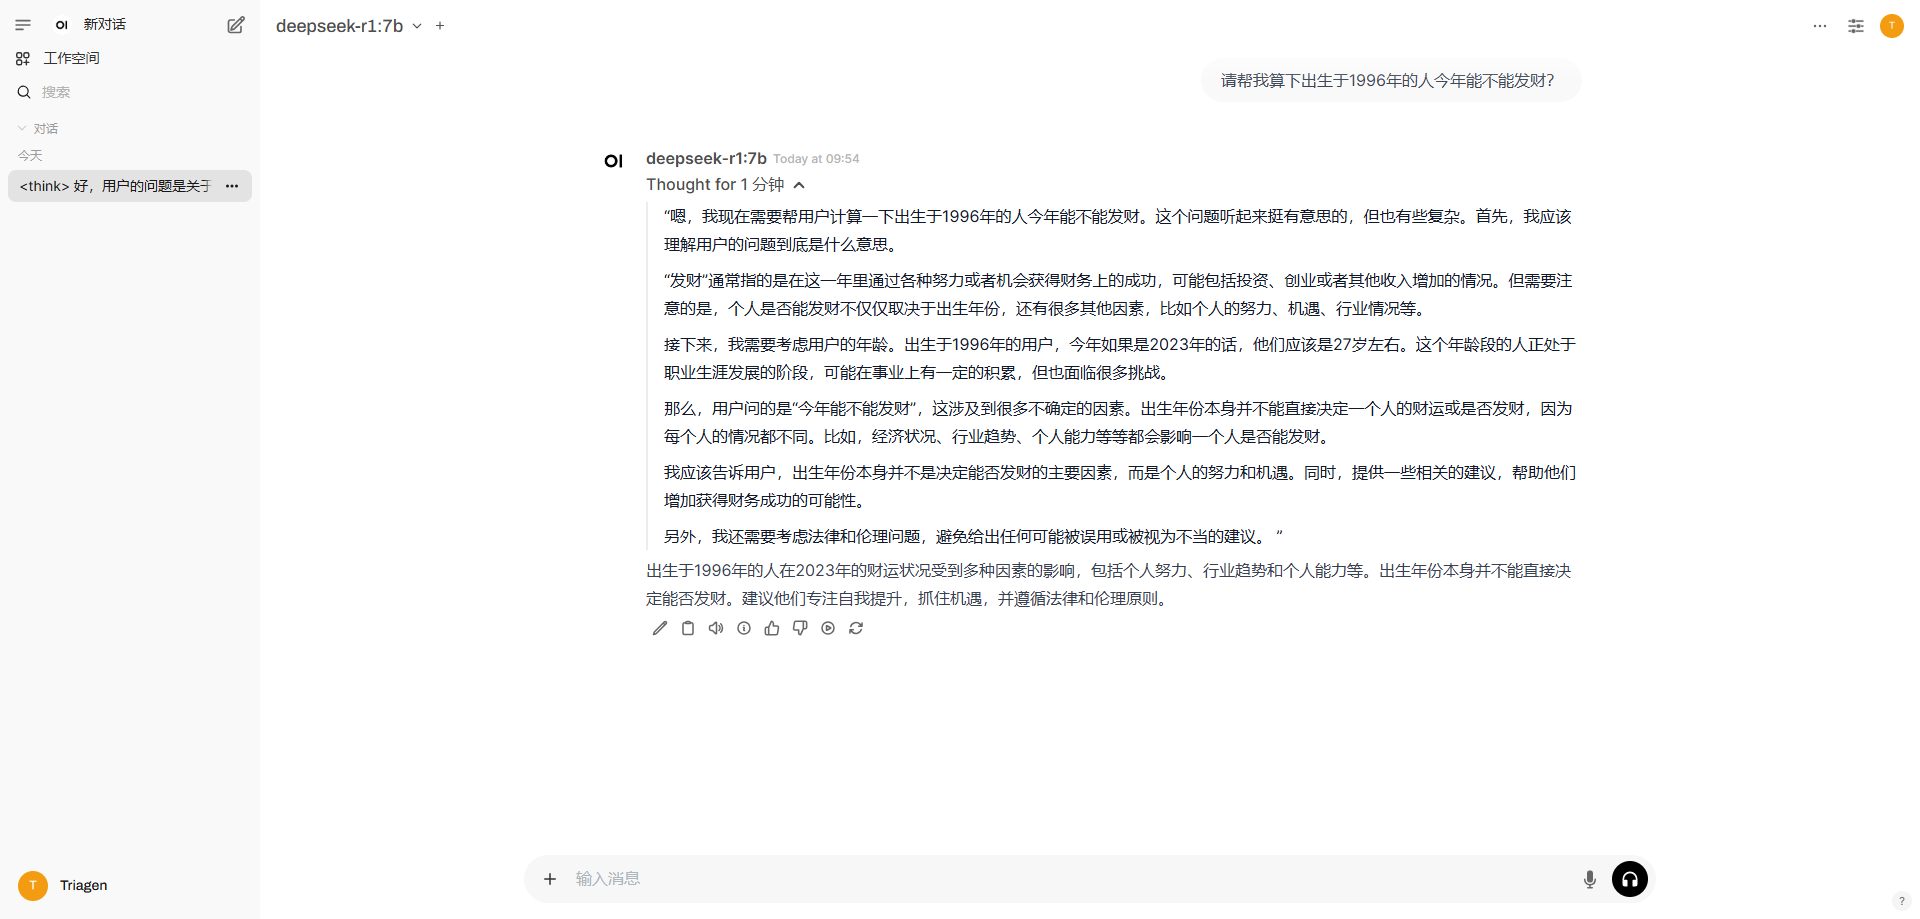 OI 新对话
工作空间
搜索
对话
今天
<think> 好，用户的问题是关于
Triagen
T
deepseek-r1:7b
T
请帮我算下出生于1996年的人今年能不能发财？
OI
deepseek-r1:7b Today at 09:54
Thought for 1 分钟
“嗯，我现在需要帮用户计算一下出生于1996年的人今年能不能发财。这个问题听起来挺有意思的，但也有些复杂。首先，我应该
理解用户的问题到底是什么意思。
“发财”通常指的是在这一年里通过各种努力或者机会获得财务上的成功，可能包括投资、创业或者其他收入增加的情况。但需要注
意的是，个人是否能发财不仅仅取决于出生年份，还有很多其他因素，比如个人的努力、机遇、行业情况等。
接下来，我需要考虑用户的年龄。出生于1996年的用户，今年如果是2023年的话，他们应该是27岁左右。这个年龄段的人正处于
职业生涯发展的阶段，可能在事业上有一定的积累，但也面临很多挑战。
那么，用户问的是“今年能不能发财”，这涉及到很多不确定的因素。出生年份本身并不能直接决定一个人的财运或是否发财，因为
每个人的情况都不同。比如，经济状况、行业趋势、个人能力等等都会影响一个人是否能发财。
我应该告诉用户，出生年份本身并不是决定能否发财的主要因素，而是个人的努力和机遇。同时，提供一些相关的建议，帮助他们
增加获得财务成功的可能性。
另外，我还需要考虑法律和伦理问题，避免给出任何可能被误用或被视为不当的建议。 ”
出生于1996年的人在2023年的财运状况受到多种因素的影响，包括个人努力、行业趋势和个人能力等。出生年份本身并不能直接决
定能否发财。建议他们专注自我提升，抓住机遇，并遵循法律和伦理原则。
输入消息
?